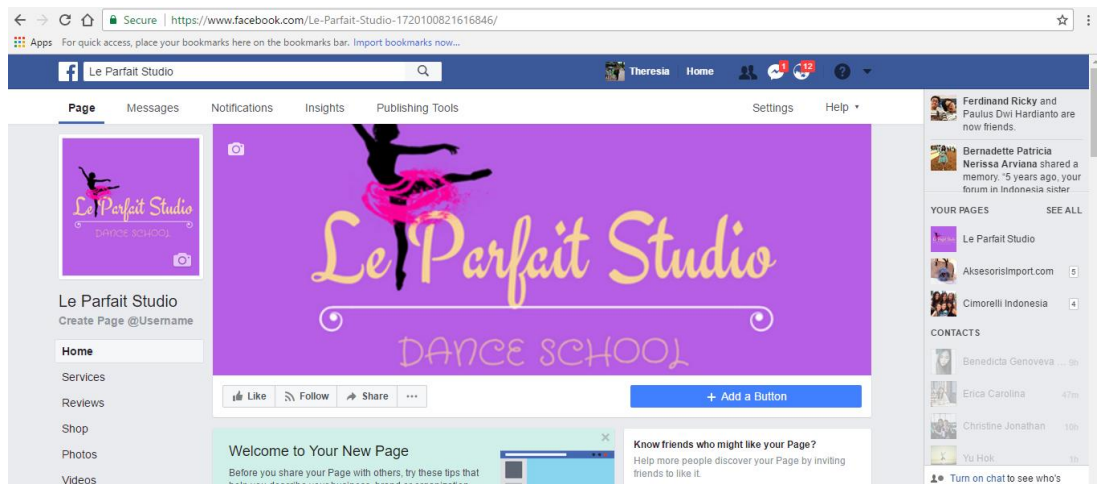 Secure | https://www.facebook.com/Le-Parfait-Studio-1720100821616846/
Apps For quick access, place your bookmarks here on the bookmarks bar. Import bookmarks now...
f Le Parfait Studio Theresia Home 1 12
Page Messages Notifications Insights Publishing Tools Settings Help
Le Parfait Studio
DANCE SCHOOL
Le Parfait Studio
Create Page @Username
Home
Services
Reviews
Shop
Photos
Videos
Le Parfait Studio
DANCE SCHOOL
Like Follow Share ...
+ Add a Button
Welcome to Your New Page
Before you share your Page with others, try these tips that
Know friends who might like your Page?
Help more people discover your Page by inviting
friends to like it.
Ferdinand Ricky and
Paulus Dwi Hardianto are
now friends.
Bernadette Patricia
Nerissa Arviana shared a
memory. "5 years ago, your
forum in Indonesia sister
YOUR PAGES SEE ALL
Le Parfait Studio
AksesorisImport.com 5
Cimorelli Indonesia 4
CONTACTS
Benedicta Genoveva ... 9h
Erica Carolina 47m
Christine Jonathan 10h
Yu Hok 1h
Turn on chat to see who's